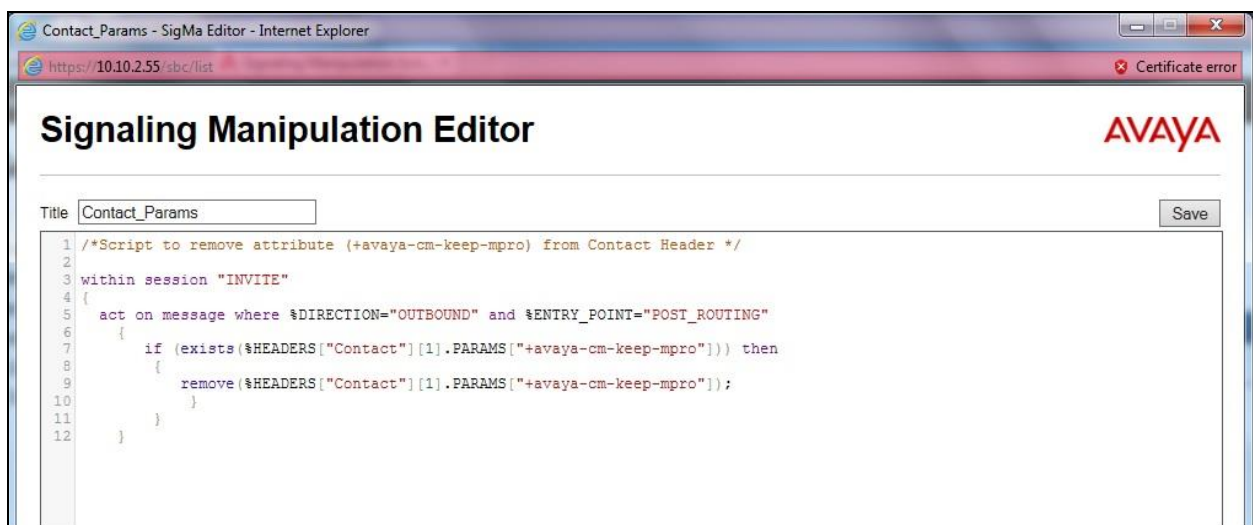 Contact_Params - SigMa Editor - Internet Explorer
https://10.10.2.55/sbc/list
Certificate error
Signaling Manipulation Editor
AVAYA
Title Contact_Params
Save
1 /*Script to remove attribute (+avaya-cm-keep-mpro) from Contact Header */
2
3 within session "INVITE"
4 {
5 act on message where %DIRECTION="OUTBOUND" and %ENTRY_POINT="POST_ROUTING"
6 {
7 if (exists(%HEADERS["Contact"][1].PARAMS["+avaya-cm-keep-mpro"])) then
8 {
9 remove(%HEADERS["Contact"][1].PARAMS["+avaya-cm-keep-mpro"]);
10 }
11 }
12 }